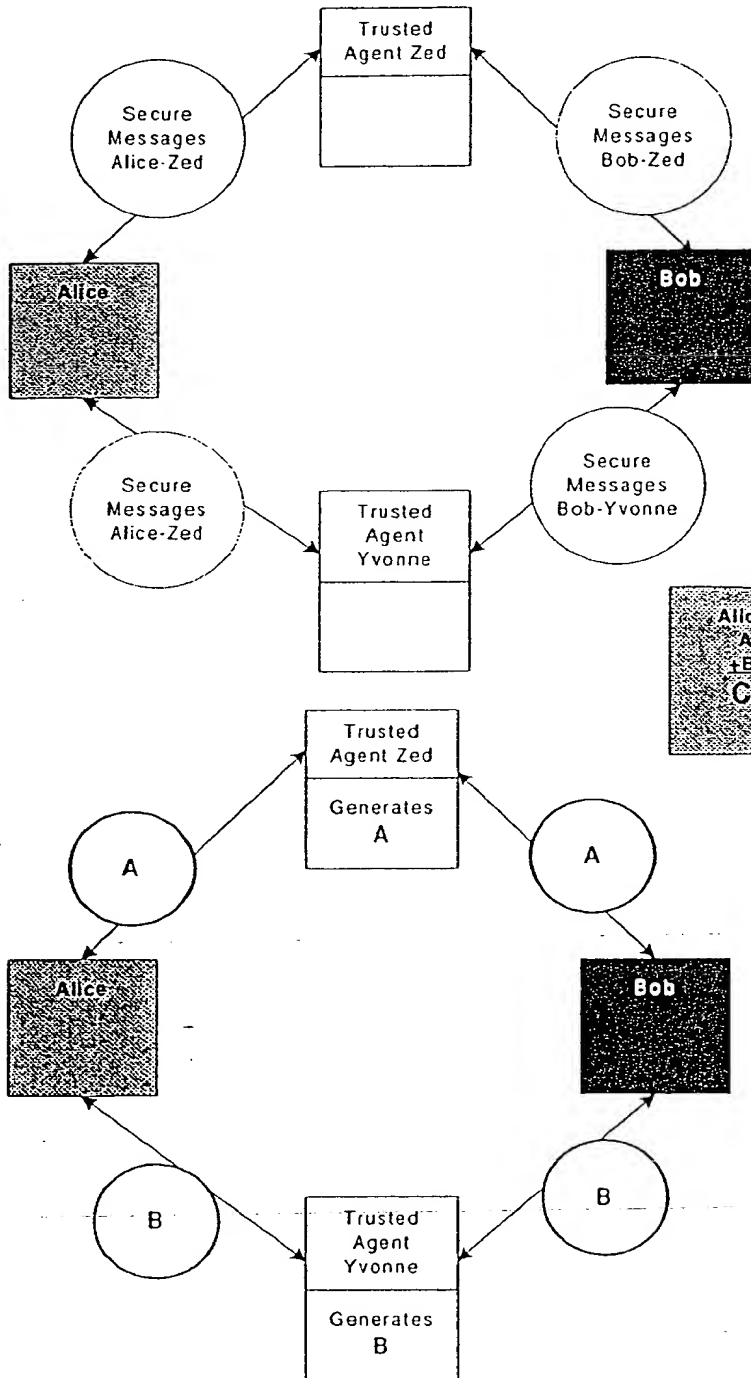 Trusted
Agent Zed
Secure
Messages
Alice-Zed
Secure
Messages
Bob-Zed
Alice
Bob
Secure
Messages
Alice-Zed
Trusted
Agent
Yvonne
Secure
Messages
Bob-Yvonne
A
+B
C
Trusted
Agent Zed
Generates
A
A
A
Alice
Bob
B
B
Trusted
Agent
Yvonne
Generates
B